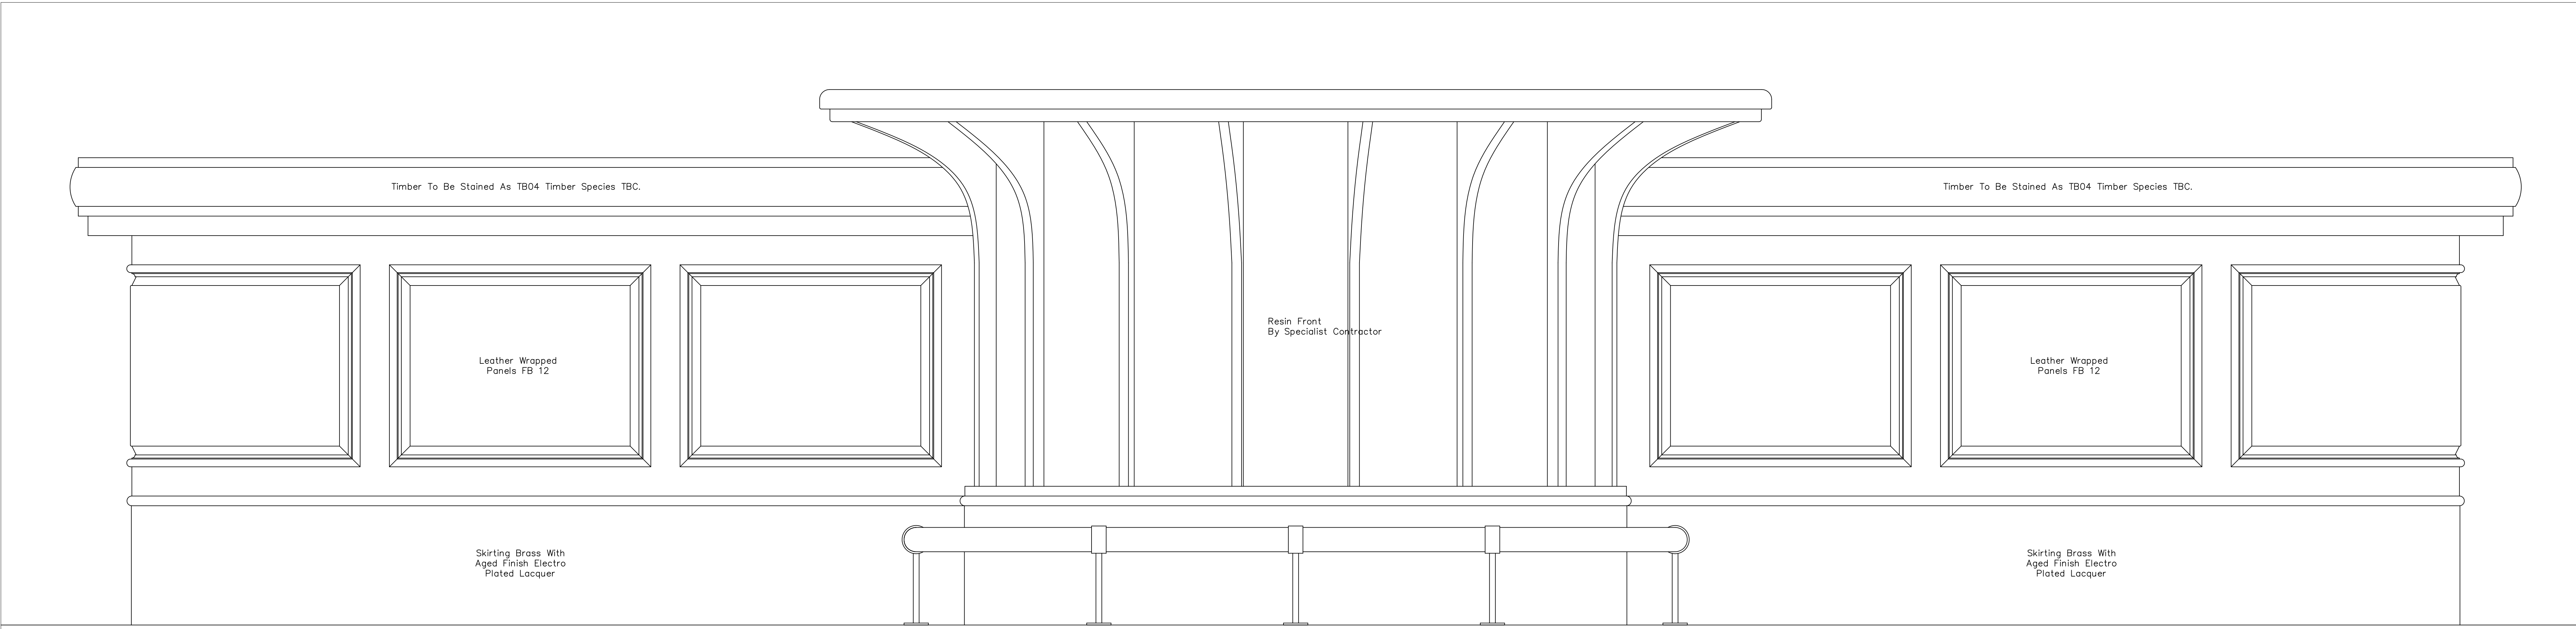 Timber To Be Stained As TB04 Timber Species TBC.
Timber To Be Stained As TB04 Timber Species TBC.
Resin Front
By Specialist Contractor
Leather Wrapped
Panels FB 12
Leather Wrapped
Panels FB 12
Skirting Brass With
Aged Finish Electro
Plated Lacquer
Skirting Brass With
Aged Finish Electro
Plated Lacquer